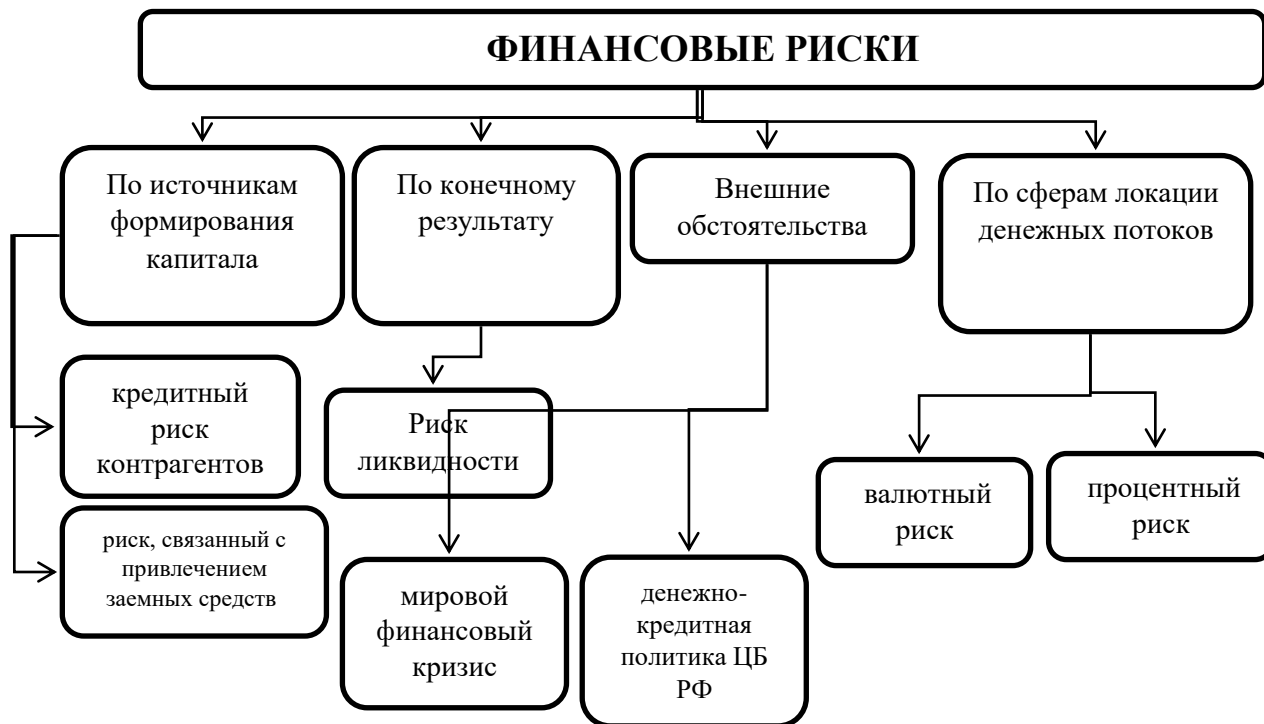 ФИНАНСОВЫЕ РИСКИ
По источникам
формирования
капитала
По конечному
результату
Внешние
обстоятельства
По сферам локации
денежных потоков
кредитный
риск
контрагентов
Риск
ликвидности
валютный
риск
процентный
риск
риск, связанный с
привлечением
заемных средств
мировой
финансовый
кризис
денежно-
кредитная
политика ЦБ
РФ